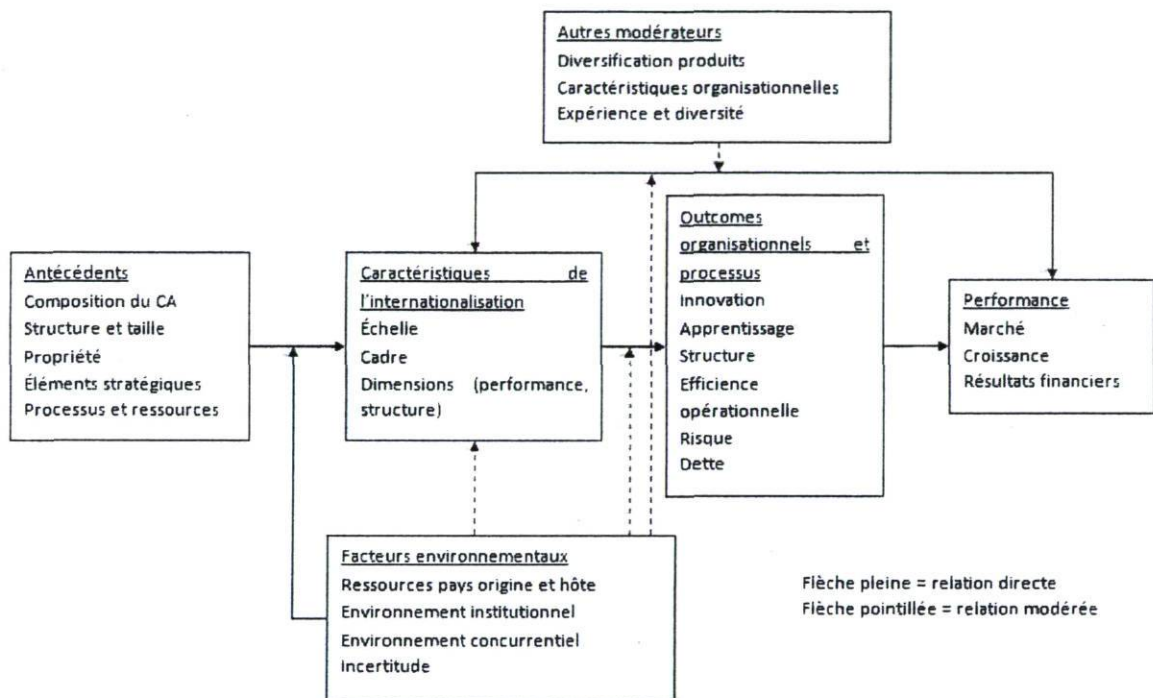 Autres modérateurs
Diversification produits
Caractéristiques organisationnelles
Expérience et diversité
Antécédents
Composition du CA
Structure et taille
Propriété
Éléments stratégiques
Processus et ressources
Caractéristiques de
l'internationalisation
Échelle
Cadre
Dimensions (performance,
structure)
Outcomes
organisationnels et
processus
Innovation
Apprentissage
Structure
Efficience
opérationnelle
Risque
Dette
Performance
Marché
Croissance
Résultats financiers
Facteurs environnementaux
Ressources pays origine et hôte
Environnement institutionnel
Environnement concurrentiel
Incertitude
Flèche pleine = relation directe
Flèche pointillée = relation modérée